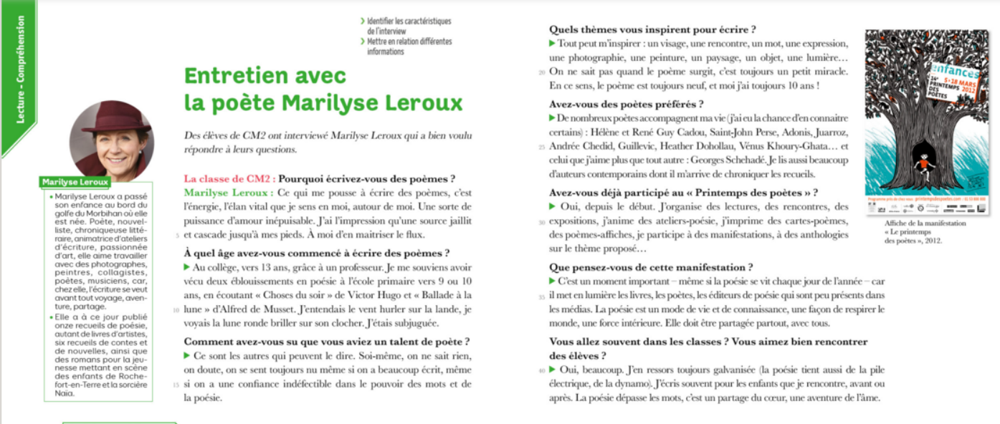 Lecture - Compréhension
❯ Identifier les caractéristiques
de l'interview
❯ Mettre en relation différentes
informations
Entretien avec
la poète Marilyse Leroux
Des élèves de CM2 ont interviewé Marilyse Leroux qui a bien voulu
répondre à leurs questions.
Marilyse Leroux
• Marilyse Leroux a passé
son enfance au bord du
golfe du Morbihan où elle
est née. Poète, nouvel-
liste, chroniqueuse litté-
raire, animatrice d'ateliers
d'écriture, passionnée
d'art, elle aime travailler
avec des photographes,
peintres, collagistes,
poètes, musiciens, car,
chez elle, l'écriture se veut
avant tout voyage, aven-
ture, partage.
• Elle a à ce jour publié
onze recueils de poésie,
autant de livres d'artistes,
six recueils de contes et
de nouvelles, ainsi que
des romans pour la jeu-
nesse mettant en scène
des enfants de Roche-
fort-en-Terre et la sorcière
Naïa.
La classe de CM2 : Pourquoi écrivez-vous des poèmes ?
Marilyse Leroux : Ce qui me pousse à écrire des poèmes, c'est
l'énergie, l'élan vital que je sens en moi, autour de moi. Une sorte de
puissance d'amour inépuisable. J'ai l'impression qu'une source jaillit
5 et cascade jusqu'à mes pieds. À moi d'en maitriser le flux.
À quel âge avez-vous commencé à écrire des poèmes ?
▶ Au collège, vers 13 ans, grâce à un professeur. Je me souviens avoir
vécu deux éblouissements en poésie à l'école primaire vers 9 ou 10
ans, en écoutant « Choses du soir » de Victor Hugo et « Ballade à la
10 lune » d'Alfred de Musset. J'entendais le vent hurler sur la lande, je
voyais la lune ronde briller sur son clocher. J'étais subjuguée.
Comment avez-vous su que vous aviez un talent de poète ?
▶ Ce sont les autres qui peuvent le dire. Soi-même, on ne sait rien,
on doute, on se sent toujours nu même si on a beaucoup écrit, même
15 si on a une confiance indéfectible dans le pouvoir des mots et de
la poésie.
Quels thèmes vous inspirent pour écrire ?
▶ Tout peut m'inspirer : un visage, une rencontre, un mot, une expression,
une photographie, une peinture, un paysage, un objet, une lumière…
20 On ne sait pas quand le poème surgit, c'est toujours un petit miracle.
En ce sens, le poème est toujours neuf, et moi j'ai toujours 10 ans !
Avez-vous des poètes préférés ?
▶ De nombreux poètes accompagnent ma vie (j'ai eu la chance d'en connaitre
certains) : Hélène et René Guy Cadou, Saint-John Perse, Adonis, Juarroz,
25 Andrée Chedid, Guillevic, Heather Dohollau, Vénus Khoury-Ghata… et
celui que j'aime plus que tout autre : Georges Schehadé. Je lis aussi beaucoup
d'auteurs contemporains dont il m'arrive de chroniquer les recueils.
Avez-vous déjà participé au « Printemps des poètes » ?
▶ Oui, depuis le début. J'organise des lectures, des rencontres, des
30 expositions, j'anime des ateliers-poésie, j'imprime des cartes-poèmes,
des poèmes-affiches, je participe à des manifestations, à des anthologies
sur le thème proposé…
Que pensez-vous de cette manifestation ?
▶ C'est un moment important – même si la poésie se vit chaque jour de l'année – car
35 il met en lumière les livres, les poètes, les éditeurs de poésie qui sont peu présents dans
les médias. La poésie est un mode de vie et de connaissance, une façon de respirer le
monde, une force intérieure. Elle doit être partagée partout, avec tous.
Vous allez souvent dans les classes ? Vous aimez bien rencontrer
des élèves ?
40 ▶ Oui, beaucoup. J'en ressors toujours galvanisée (la poésie tient aussi de la pile
électrique, de la dynamo). J'écris souvent pour les enfants que je rencontre, avant ou
après. La poésie dépasse les mots, c'est un partage du cœur, une aventure de l'âme.
enfances
14e 5·18 MARS
PRINTEMPS 2012
DES
POÈTES
printempsdespoetes.com
Affiche de la manifestation
« Le printemps
des poètes », 2012.